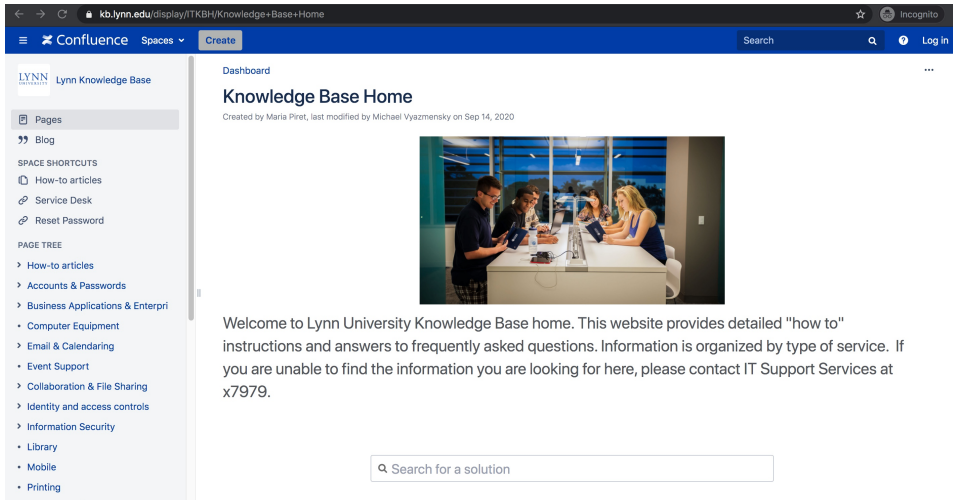 kb.lynn.edu/display/ITKBH/Knowledge+Base+Home
Incognito
Confluence Spaces Create Search Log in
LYNN
UNIVERSITY
Lynn Knowledge Base
Pages
Blog
SPACE SHORTCUTS
How-to articles
Service Desk
Reset Password
PAGE TREE
How-to articles
Accounts & Passwords
Business Applications & Enterpri
Computer Equipment
Email & Calendaring
Event Support
Collaboration & File Sharing
Identity and access controls
Information Security
Library
Mobile
Printing
Dashboard
Knowledge Base Home
Created by Maria Piret, last modified by Michael Vyazmensky on Sep 14, 2020
Welcome to Lynn University Knowledge Base home. This website provides detailed "how to"
instructions and answers to frequently asked questions. Information is organized by type of service. If
you are unable to find the information you are looking for here, please contact IT Support Services at
x7979.
Search for a solution